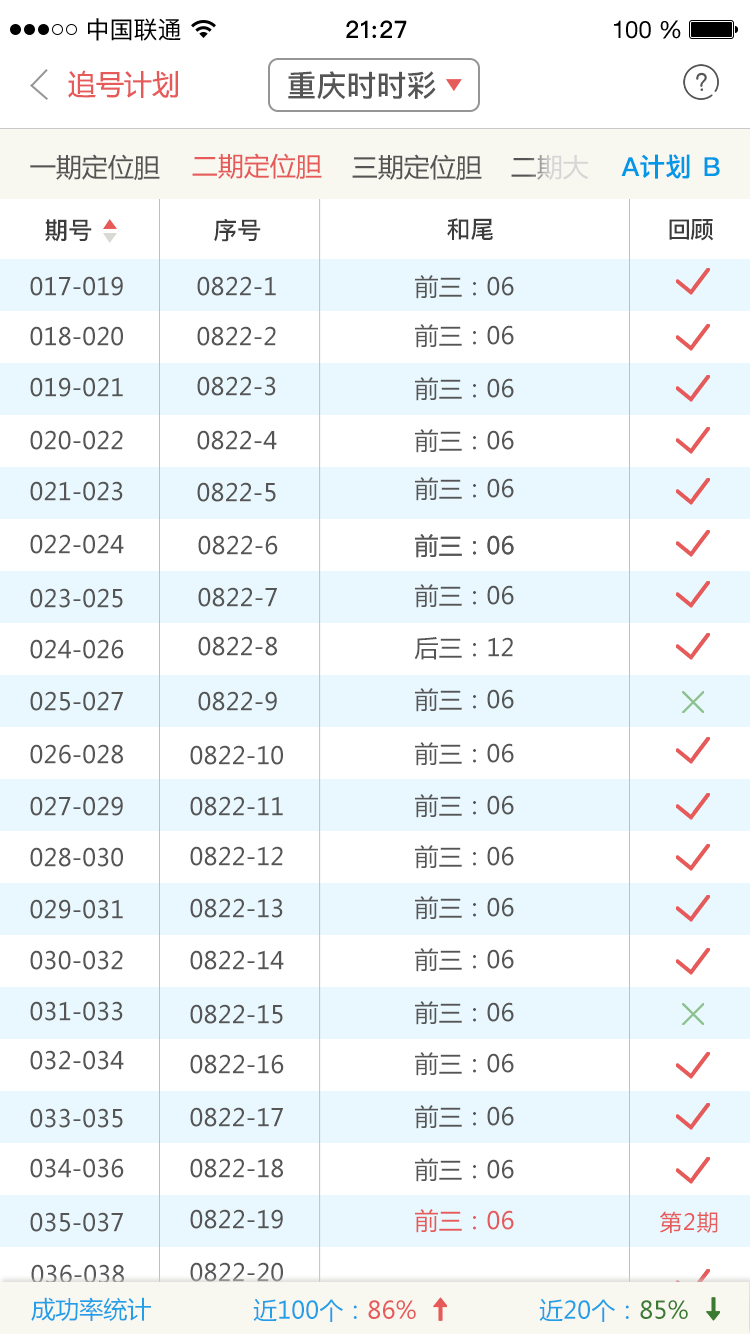 中国联通 21:27 100 %
追号计划 重庆时时彩 ?
一期定位胆 二期定位胆 三期定位胆 二期大 A计划 B
期号 序号 和尾 回顾
017-019 0822-1 前三：06
018-020 0822-2 前三：06
019-021 0822-3 前三：06
020-022 0822-4 前三：06
021-023 0822-5 前三：06
022-024 0822-6 前三：06
023-025 0822-7 前三：06
024-026 0822-8 后三：12
025-027 0822-9 前三：06
026-028 0822-10 前三：06
027-029 0822-11 前三：06
028-030 0822-12 前三：06
029-031 0822-13 前三：06
030-032 0822-14 前三：06
031-033 0822-15 前三：06
032-034 0822-16 前三：06
033-035 0822-17 前三：06
034-036 0822-18 前三：06
035-037 0822-19 前三：06 第2期
036-038 0822-20
成功率统计 近100个：86% 近20个：85%